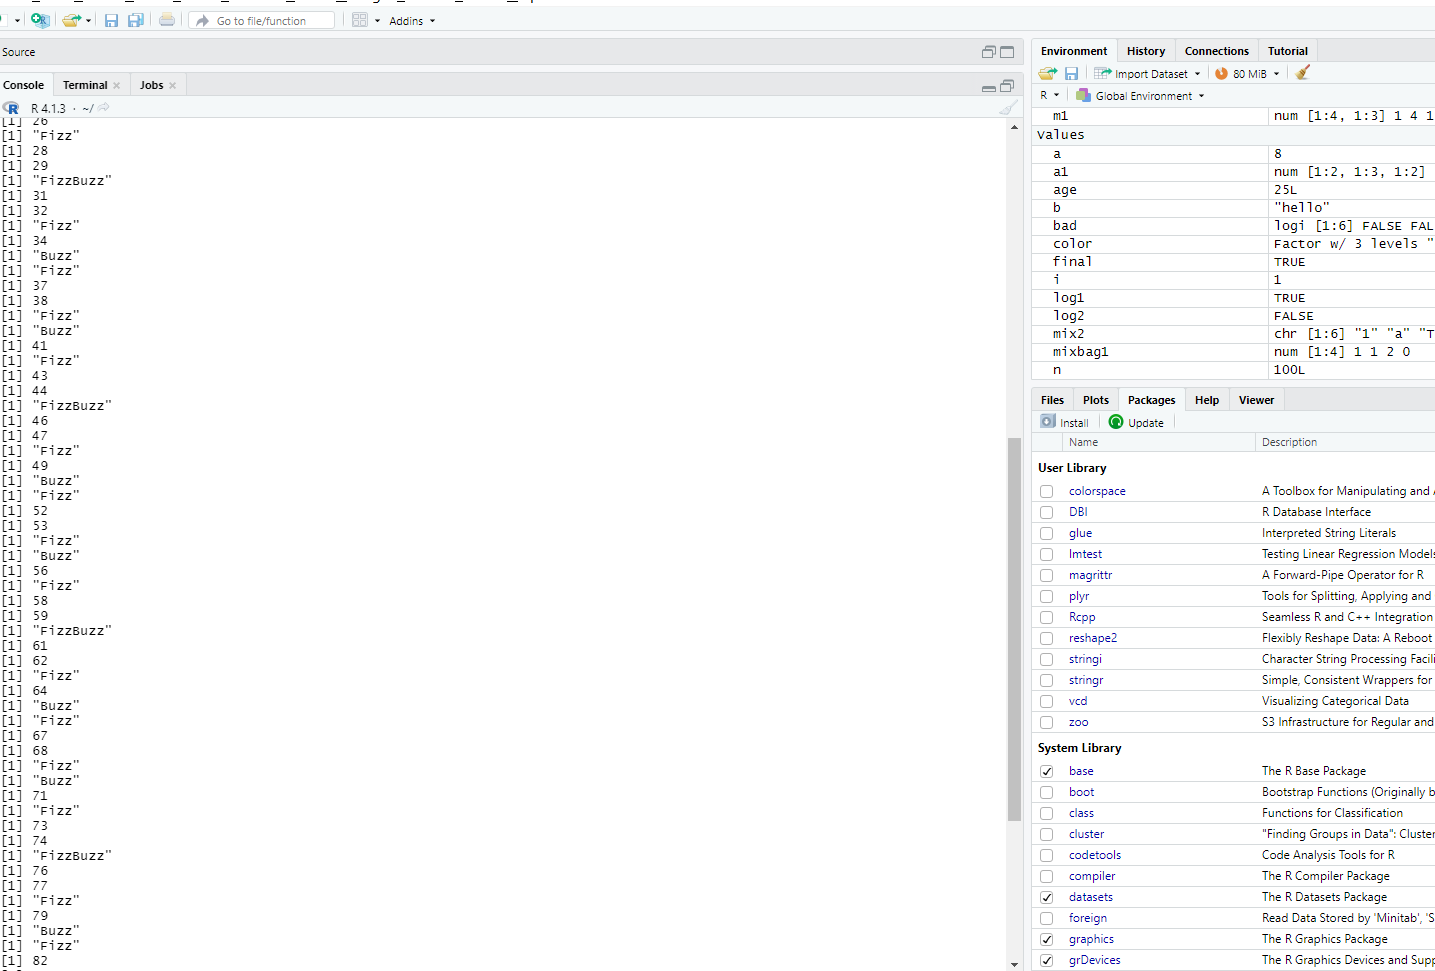 Go to file/function
Addins
Source
Console
Terminal
Jobs
R 4.1.3 · ~/
[1] 26
[1] "Fizz"
[1] 28
[1] 29
[1] "FizzBuzz"
[1] 31
[1] 32
[1] "Fizz"
[1] 34
[1] "Buzz"
[1] "Fizz"
[1] 37
[1] 38
[1] "Fizz"
[1] "Buzz"
[1] 41
[1] "Fizz"
[1] 43
[1] 44
[1] "FizzBuzz"
[1] 46
[1] 47
[1] "Fizz"
[1] 49
[1] "Buzz"
[1] "Fizz"
[1] 52
[1] 53
[1] "Fizz"
[1] "Buzz"
[1] 56
[1] "Fizz"
[1] 58
[1] 59
[1] "FizzBuzz"
[1] 61
[1] 62
[1] "Fizz"
[1] 64
[1] "Buzz"
[1] "Fizz"
[1] 67
[1] 68
[1] "Fizz"
[1] "Buzz"
[1] 71
[1] "Fizz"
[1] 73
[1] 74
[1] "FizzBuzz"
[1] 76
[1] 77
[1] "Fizz"
[1] 79
[1] "Buzz"
[1] "Fizz"
[1] 82
Environment History Connections Tutorial
Import Dataset 80 MiB
R Global Environment
m1 num [1:4, 1:3] 1 4 1
Values
a 8
a1 num [1:2, 1:3, 1:2]
age 25L
b "hello"
bad logi [1:6] FALSE FAL
color Factor w/ 3 levels "
final TRUE
i 1
log1 TRUE
log2 FALSE
mix2 chr [1:6] "1" "a" "T
mixbag1 num [1:4] 1 1 2 0
n 100L
Files Plots Packages Help Viewer
Install Update
Name Description
User Library
colorspace A Toolbox for Manipulating and
DBI R Database Interface
glue Interpreted String Literals
lmtest Testing Linear Regression Models
magrittr A Forward-Pipe Operator for R
plyr Tools for Splitting, Applying and
Rcpp Seamless R and C++ Integration
reshape2 Flexibly Reshape Data: A Reboot
stringi Character String Processing Facili
stringr Simple, Consistent Wrappers for
vcd Visualizing Categorical Data
zoo S3 Infrastructure for Regular and
System Library
base The R Base Package
boot Bootstrap Functions (Originally b
class Functions for Classification
cluster "Finding Groups in Data": Cluster
codetools Code Analysis Tools for R
compiler The R Compiler Package
datasets The R Datasets Package
foreign Read Data Stored by 'Minitab', 'S
graphics The R Graphics Package
grDevices The R Graphics Devices and Supp